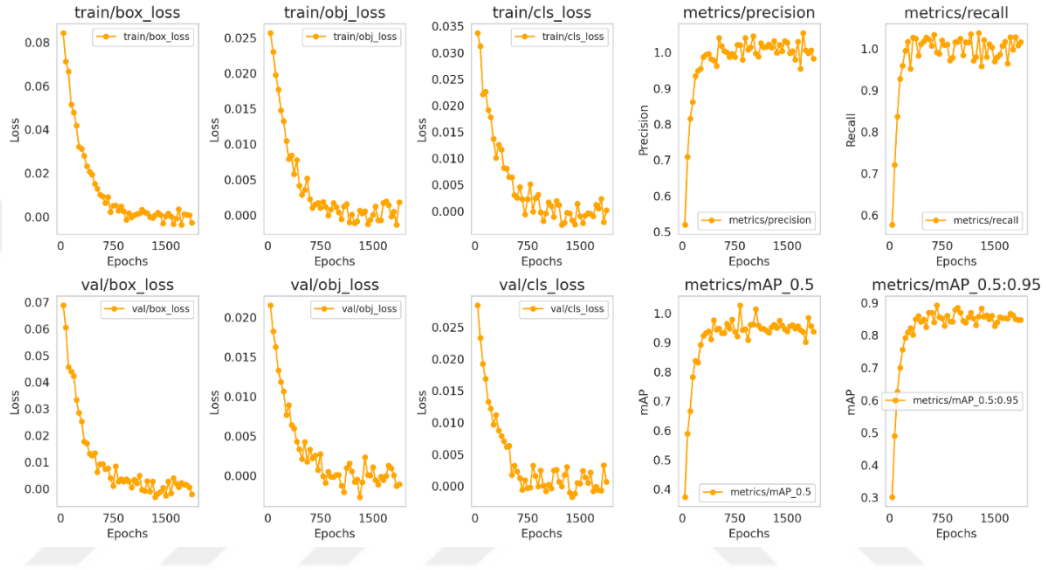 train/box_loss
train/box_loss
0.08
0.06
0.04
0.02
0.00
Loss
0
750
1500
Epochs
train/obj_loss
train/obj_loss
0.025
0.020
0.015
0.010
0.005
0.000
Loss
0
750
1500
Epochs
train/cls_loss
train/cls_loss
0.035
0.030
0.025
0.020
0.015
0.010
0.005
0.000
Loss
0
750
1500
Epochs
metrics/precision
metrics/precision
1.0
0.9
0.8
0.7
0.6
0.5
Precision
0
750
1500
Epochs
metrics/recall
metrics/recall
1.0
0.9
0.8
0.7
0.6
Recall
0
750
1500
Epochs
val/box_loss
val/box_loss
0.07
0.06
0.05
0.04
0.03
0.02
0.01
0.00
Loss
0
750
1500
Epochs
val/obj_loss
val/obj_loss
0.020
0.015
0.010
0.005
0.000
Loss
0
750
1500
Epochs
val/cls_loss
val/cls_loss
0.025
0.020
0.015
0.010
0.005
0.000
Loss
0
750
1500
Epochs
metrics/mAP_0.5
metrics/mAP_0.5
1.0
0.9
0.8
0.7
0.6
0.5
0.4
mAP
0
750
1500
Epochs
metrics/mAP_0.5:0.95
metrics/mAP_0.5:0.95
0.9
0.8
0.7
0.6
0.5
0.4
0.3
mAP
0
750
1500
Epochs